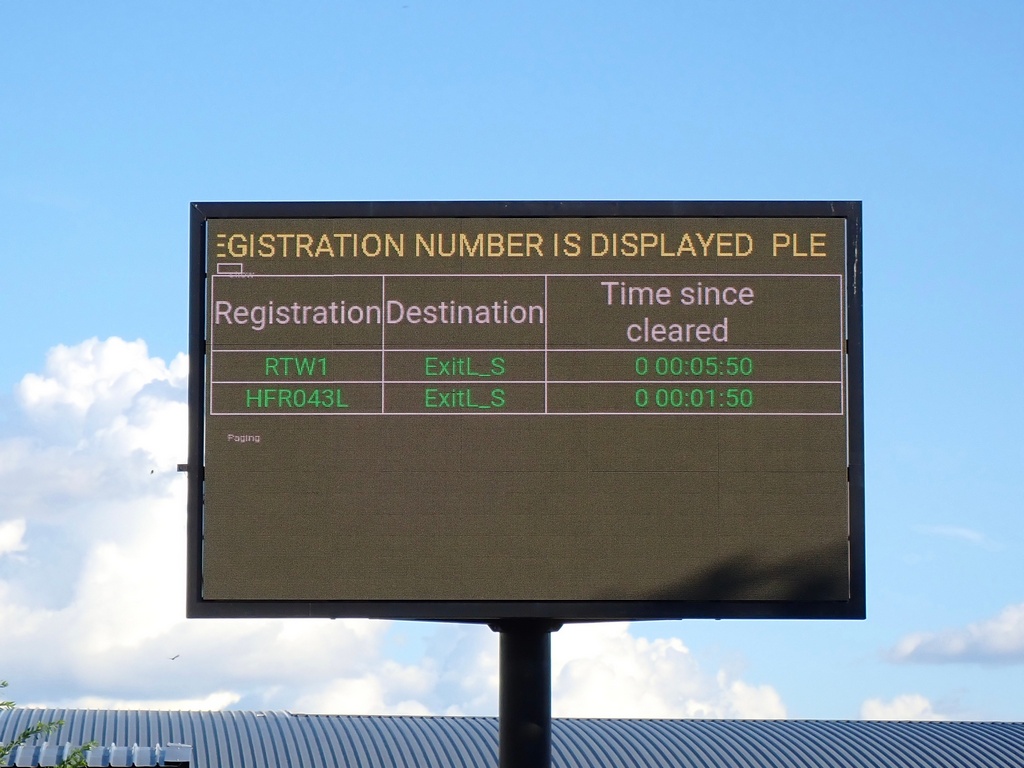 EGISTRATION NUMBER IS DISPLAYED PLE
Registration Destination Time since
cleared
RTW1 ExitL_S 0 00:05:50
HFR043L ExitL_S 0 00:01:50
Paging